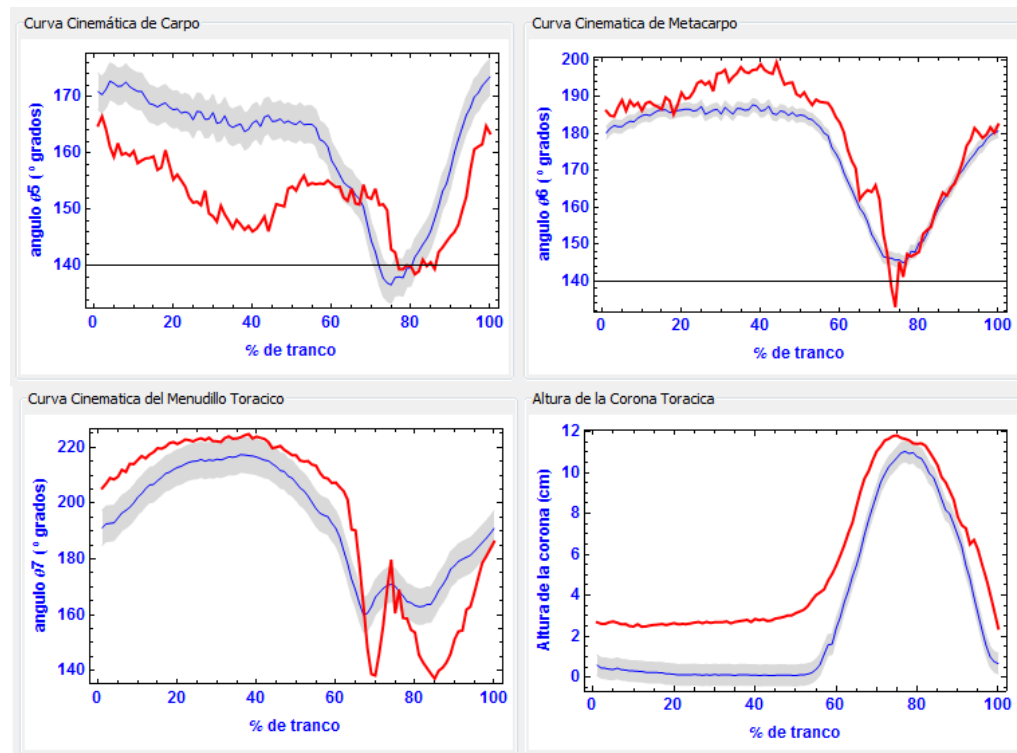 Curva Cinemática de Carpo
angulo θ5 ( º grados)
170
160
150
140
0 20 40 60 80 100
% de tranco
Curva Cinematica de Metacarpo
angulo θ6 ( º grados)
200
190
180
170
160
150
140
0 20 40 60 80 100
% de tranco
Curva Cinematica del Menudillo Toracico
angulo θ7 ( º grados)
220
200
180
160
140
0 20 40 60 80 100
% de tranco
Altura de la Corona Toracica
Altura de la corona (cm)
12
10
8
6
4
2
0
0 20 40 60 80 100
% de tranco